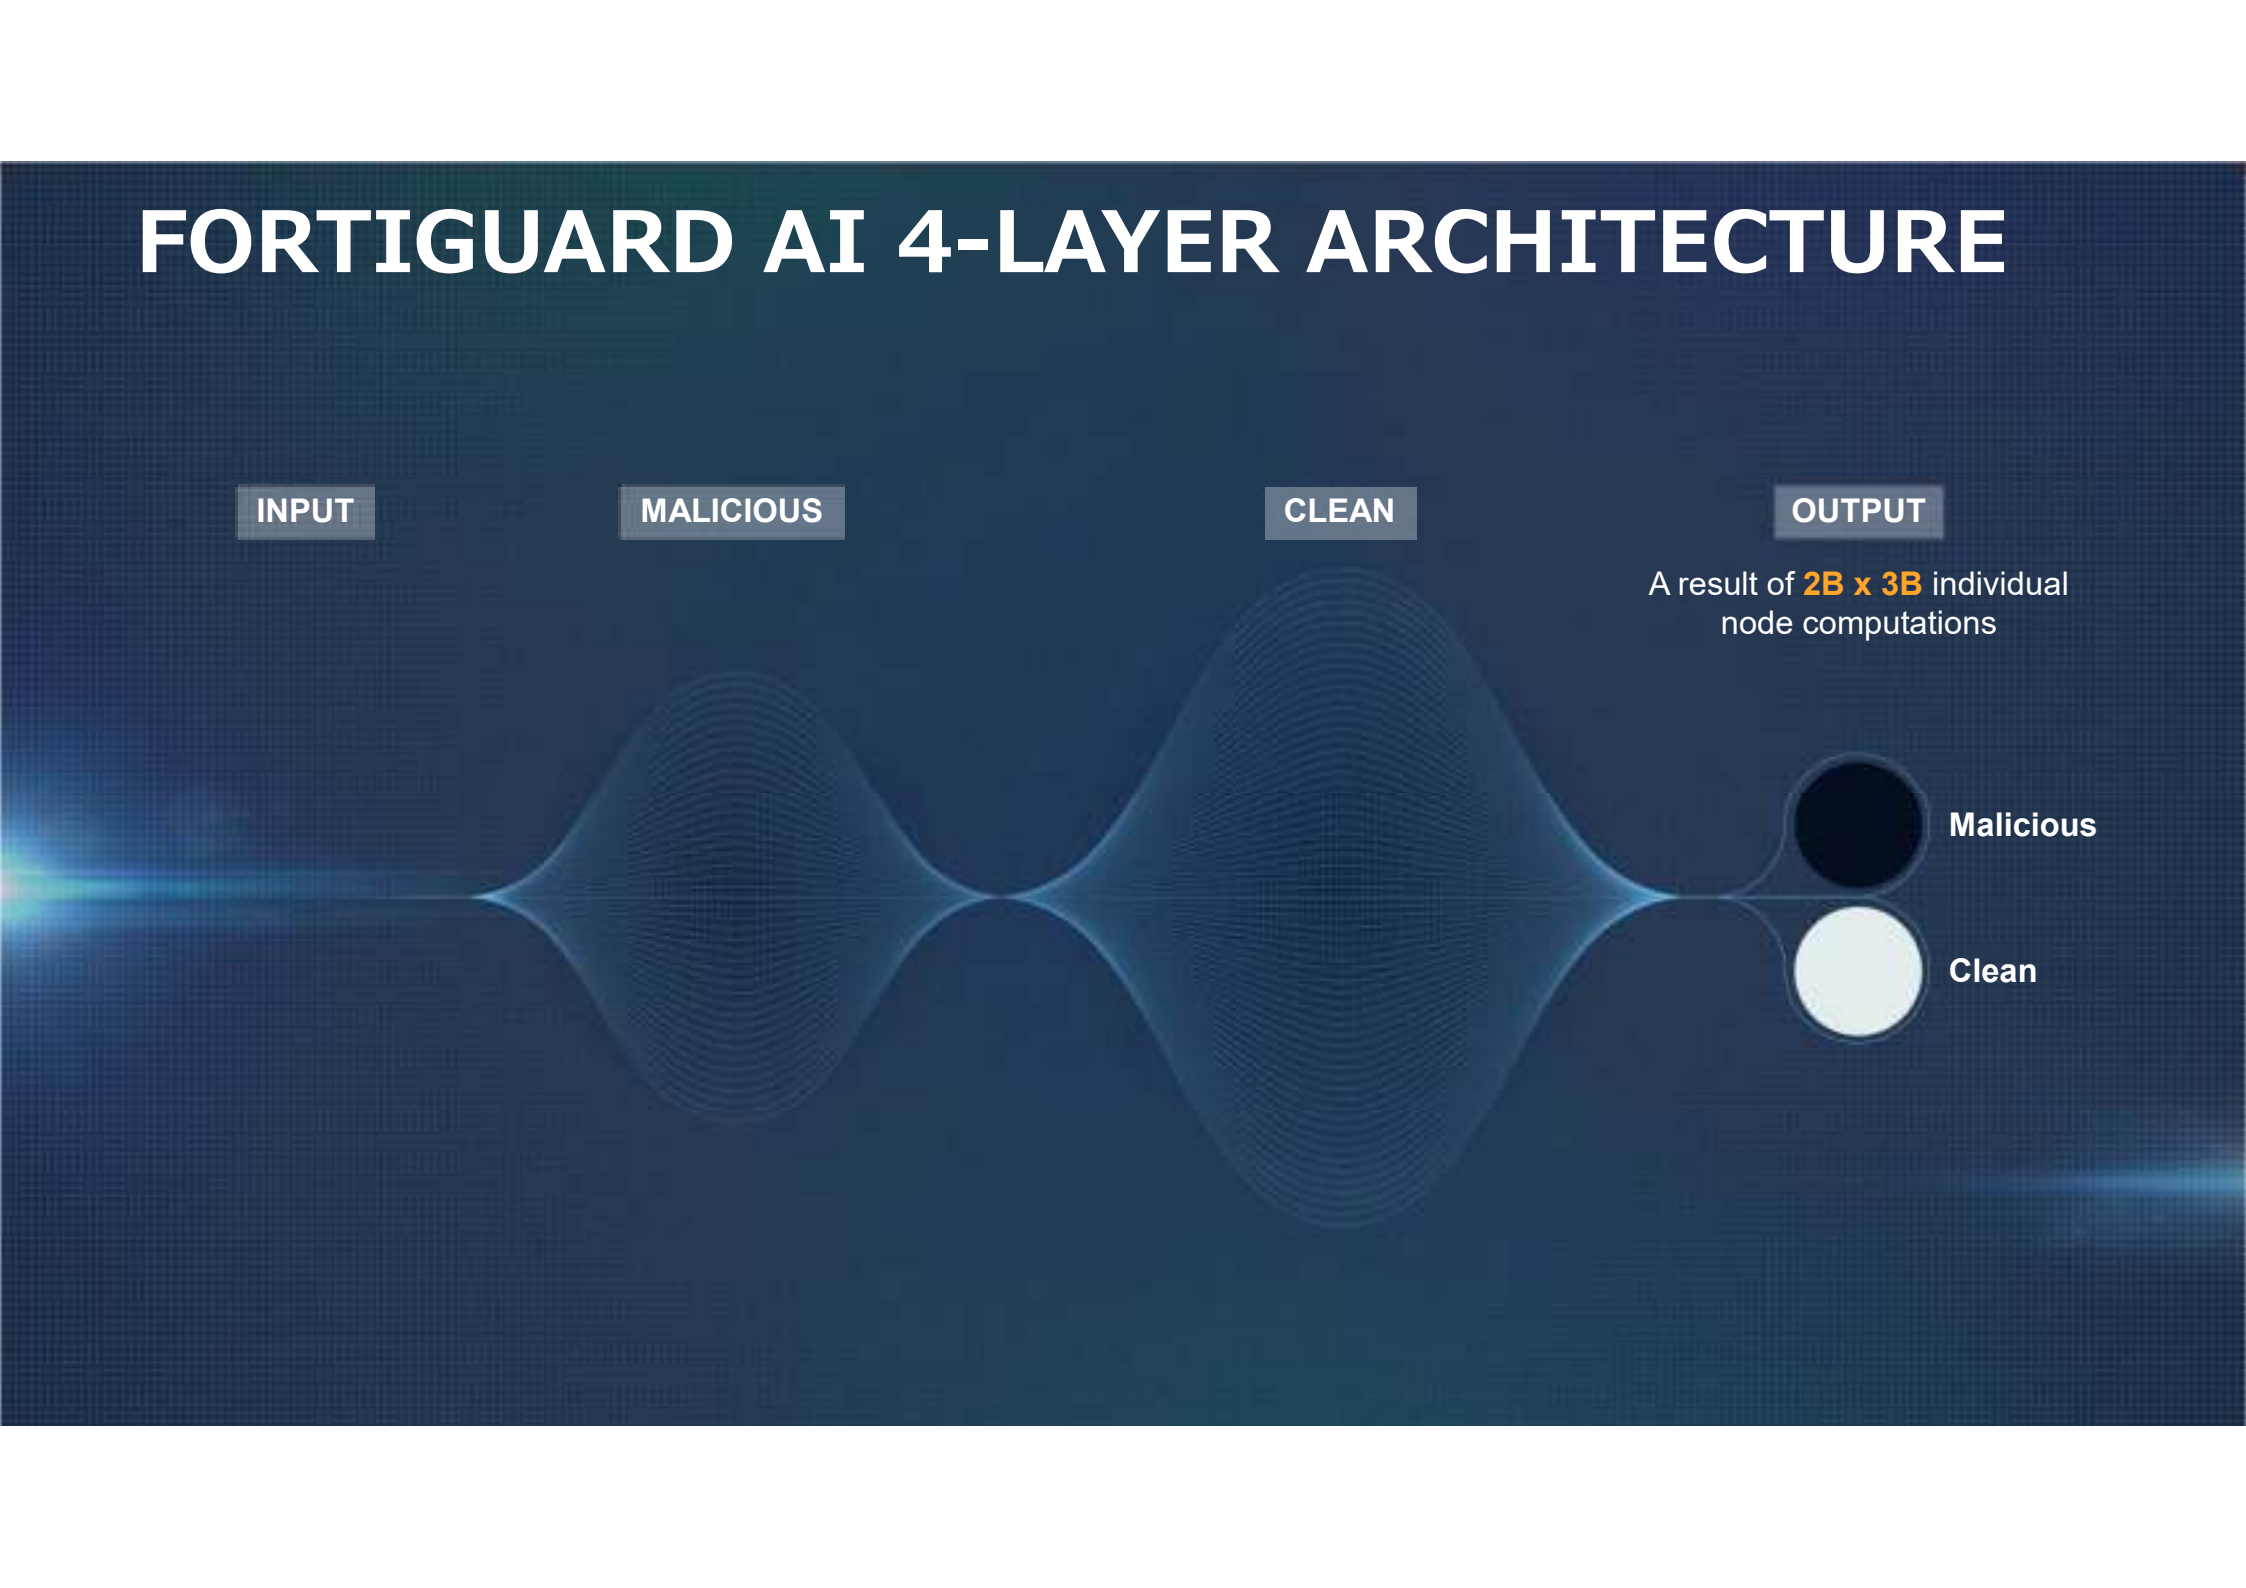 FORTIGUARD AI 4-LAYER ARCHITECTURE
INPUT
MALICIOUS
CLEAN
OUTPUT
A result of 2B x 3B individual
node computations
Malicious
Clean